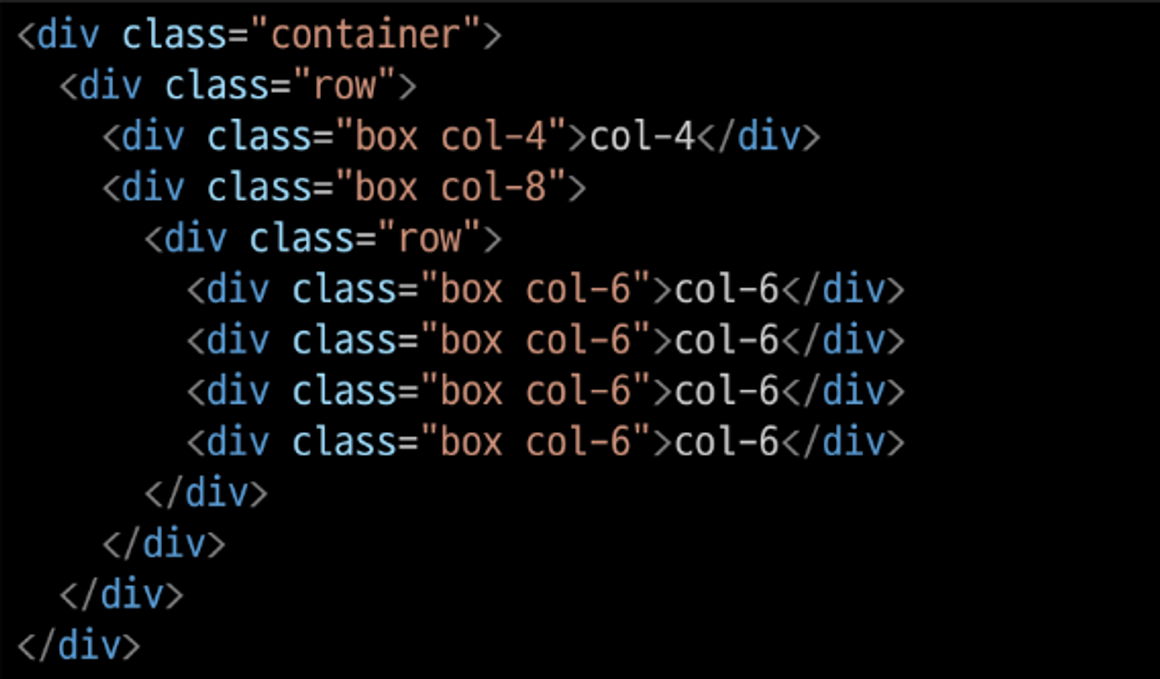 <div class="container">
<div class="row">
<div class="box col-4">col-4</div>
<div class="box col-8">
<div class="row">
<div class="box col-6">col-6</div>
<div class="box col-6">col-6</div>
<div class="box col-6">col-6</div>
<div class="box col-6">col-6</div>
</div>
</div>
</div>
</div>